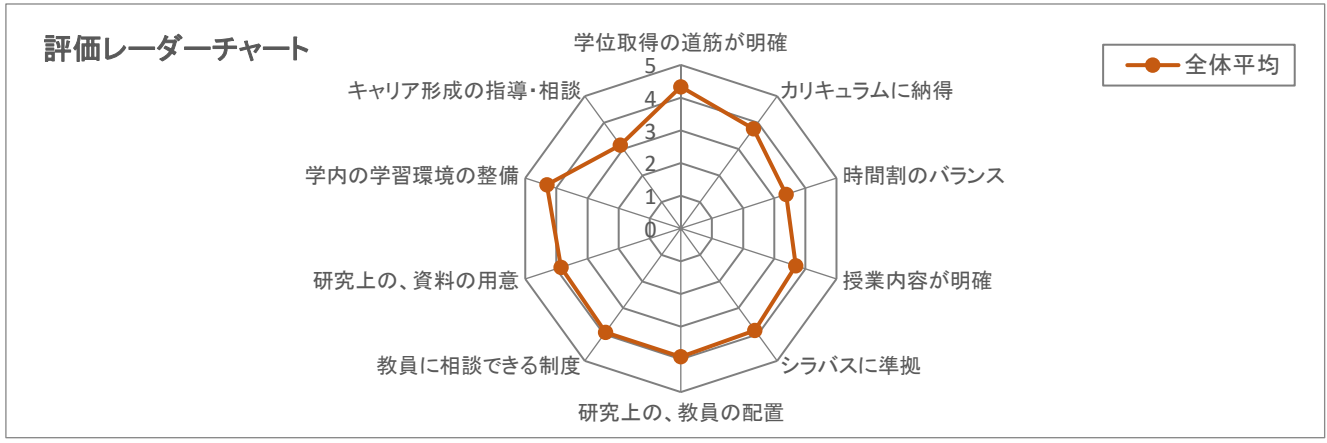 評価レーダーチャート
全体平均
学位取得の道筋が明確
カリキュラムに納得
時間割のバランス
授業内容が明確
シラバスに準拠
研究上の、教員の配置
教員に相談できる制度
研究上の、資料の用意
学内の学習環境の整備
キャリア形成の指導・相談
5
4
3
2
1
0